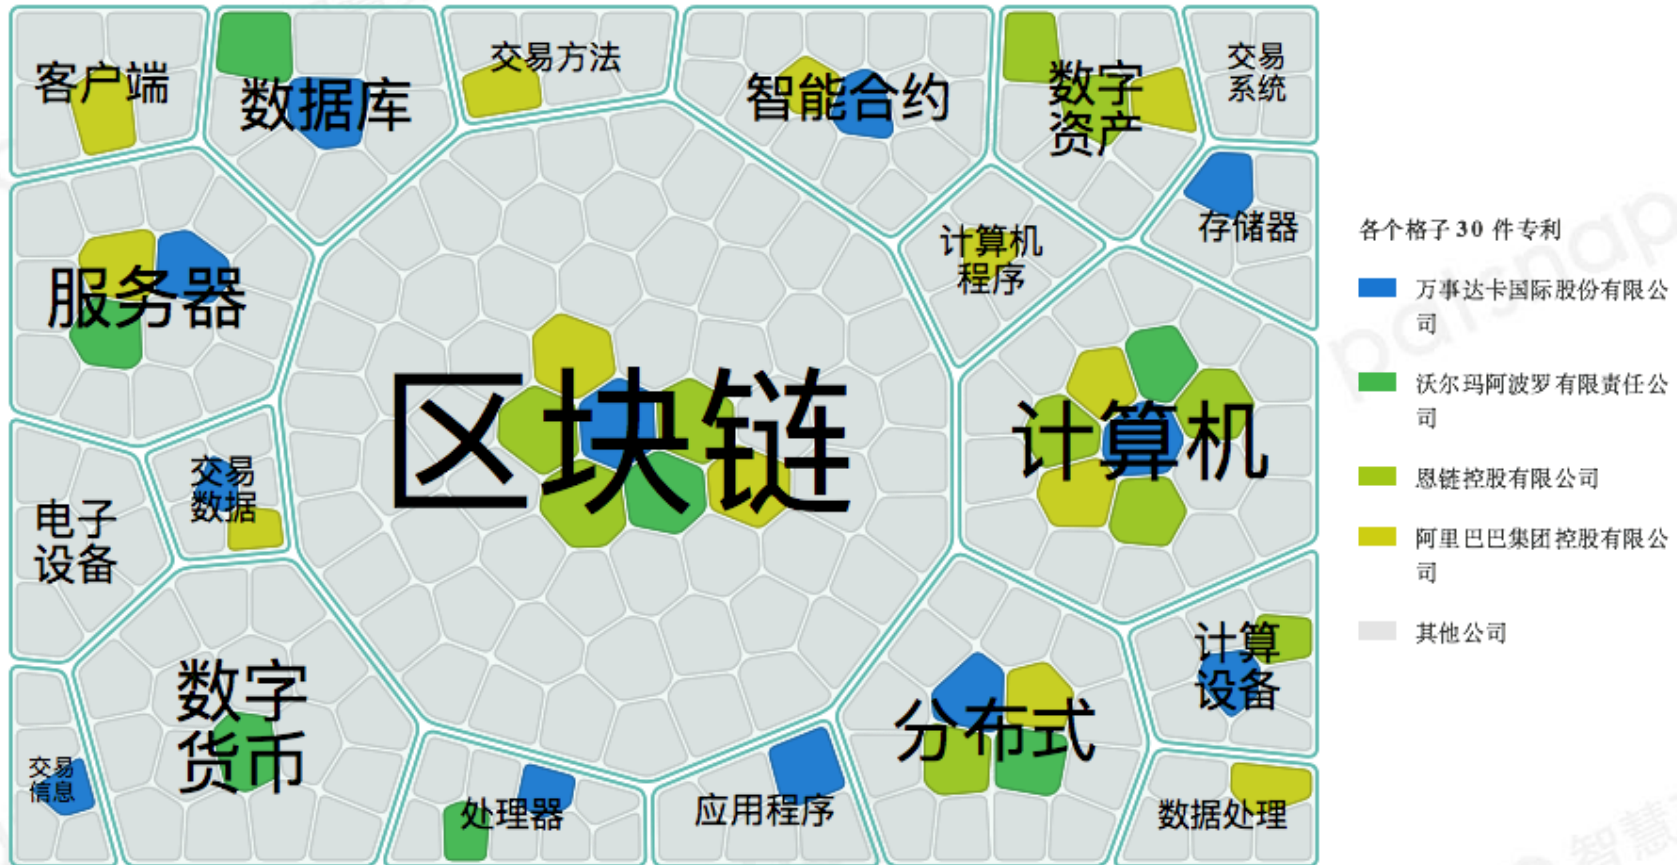 客户端
数据库
交易方法
智能合约
数字
资产
交易
系统
服务器
计算机
程序
存储器
区块链
计算机
交易
数据
电子
设备
数字
货币
交易
信息
处理器
应用程序
分布式
计算
设备
数据处理
各个格子 30 件专利
万事达卡国际股份有限公
司
沃尔玛阿波罗有限责任公
司
恩链控股有限公司
阿里巴巴集团控股有限公
司
其他公司
patsnap
智慧